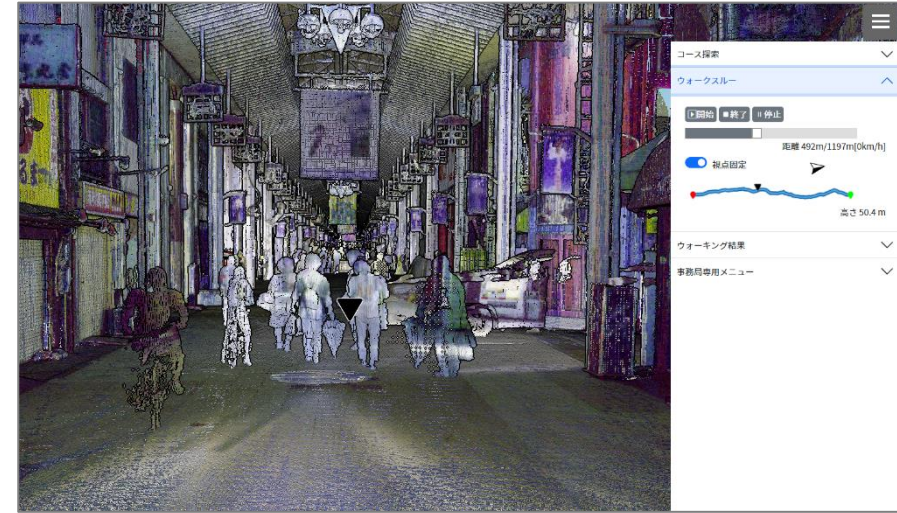 コース探索
ウォークスルー
開始 終了 停止
距離 492m/1197m[0km/h]
視点固定
高さ 50.4 m
ウォーキング結果
事務局専用メニュー